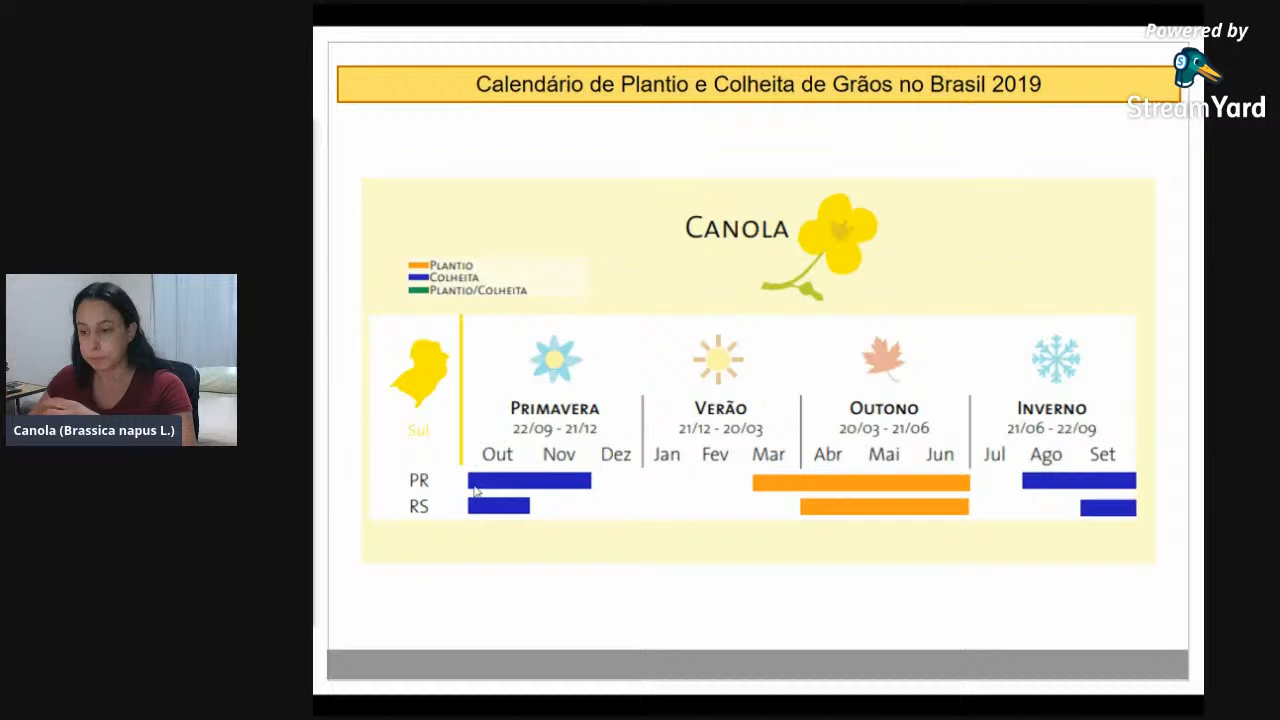 Powered by
StreamYard
Calendário de Plantio e Colheita de Grãos no Brasil 2019
CANOLA
PLANTIO
COLHEITA
PLANTIO/COLHEITA
Sul
PRIMAVERA
22/09 - 21/12
VERÃO
21/12 - 20/03
OUTONO
20/03 - 21/06
INVERNO
21/06 - 22/09
Out Nov Dez Jan Fev Mar Abr Mai Jun Jul Ago Set
PR
RS
Canola (Brassica napus L.)